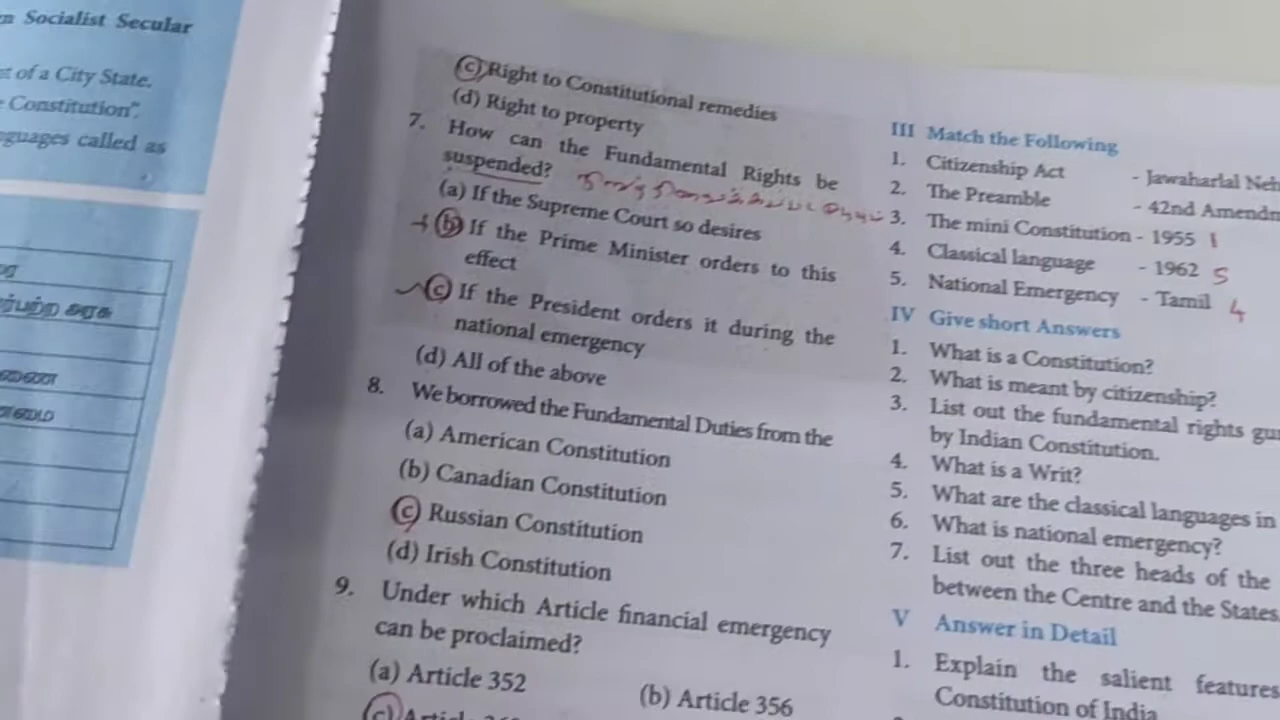 Socialist Secular
of a City State.
Constitution".
called as
அரசு
(c) Right to Constitutional remedies
(d) Right to property
7. How can the Fundamental Rights be
suspended?
(a) If the Supreme Court so desires
(b) If the Prime Minister orders to this
effect
(c) If the President orders it during the
national emergency
(d) All of the above
8. We borrowed the Fundamental Duties from the
(a) American Constitution
(b) Canadian Constitution
(c) Russian Constitution
(d) Irish Constitution
9. Under which Article financial emergency
can be proclaimed?
(a) Article 352
(b) Article 356
(c)
III Match the Following
1. Citizenship Act - Jawaharlal
2. The Preamble - 42nd
3. The mini Constitution - 1955 1
4. Classical language - 1962 5
5. National Emergency - Tamil 4
IV Give short Answers
1. What is a Constitution?
2. What is meant by citizenship?
3. List out the fundamental rights
by Indian Constitution.
4. What is a Writ?
5. What are the classical languages in
6. What is national emergency?
7. List out the three heads of the
between the Centre and the States
V Answer in Detail
1. Explain the salient features
Constitution of India